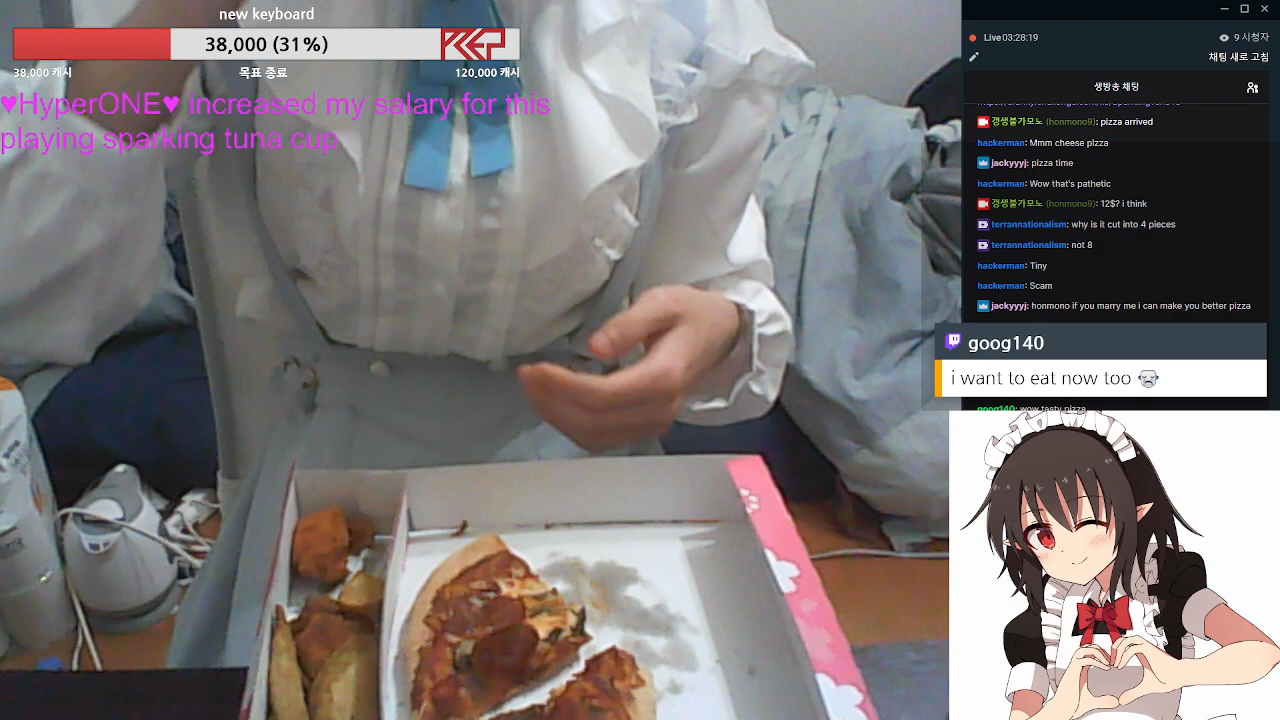 new keyboard
38,000 (31%)
38,000 캐시
목표 종료
120,000 캐시
♥HyperONE♥ increased my salary for this
playing sparking tuna cup
Live 03:28:19
9 시청자
채팅 새로 고침
생방송 채팅
갱생불가모노 (honmono9): pizza arrived
hackerman: Mmm cheese pizza
jackyyyj: pizza time
hackerman: Wow that's pathetic
갱생불가모노 (honmono9): 12$? i think
terrannationalism: why is it cut into 4 pieces
terrannationalism: not 8
hackerman: Tiny
hackerman: Scam
jackyyyj: honmono if you marry me i can make you better pizza
goog140
i want to eat now too
goog140: wow tasty pizza